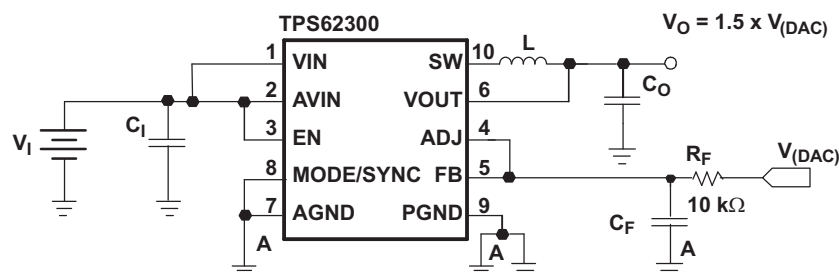 TPS62300
V_O = 1.5 x V_(DAC)
1 VIN SW 10 L
2 AVIN VOUT 6 C_O
V_I C_I 3 EN ADJ 4
8 MODE/SYNC FB 5 R_F V_(DAC)
10 kΩ
7 AGND PGND 9 C_F
A A A